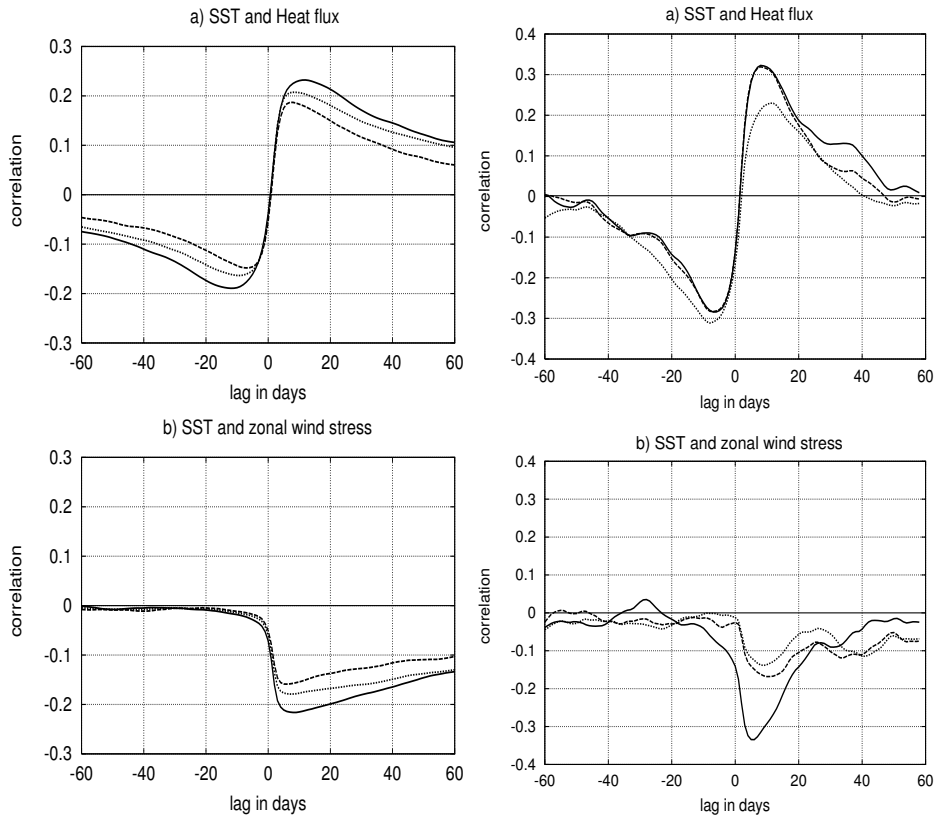 a) SST and Heat flux
0.3
0.2
0.1
0
-0.1
-0.2
-0.3
correlation
-60 -40 -20 0 20 40 60
lag in days
a) SST and Heat flux
0.4
0.3
0.2
0.1
0
-0.1
-0.2
-0.3
-0.4
correlation
-60 -40 -20 0 20 40 60
lag in days
b) SST and zonal wind stress
0.3
0.2
0.1
0
-0.1
-0.2
-0.3
correlation
-60 -40 -20 0 20 40 60
lag in days
b) SST and zonal wind stress
0.4
0.3
0.2
0.1
0
-0.1
-0.2
-0.3
-0.4
correlation
-60 -40 -20 0 20 40 60
lag in days